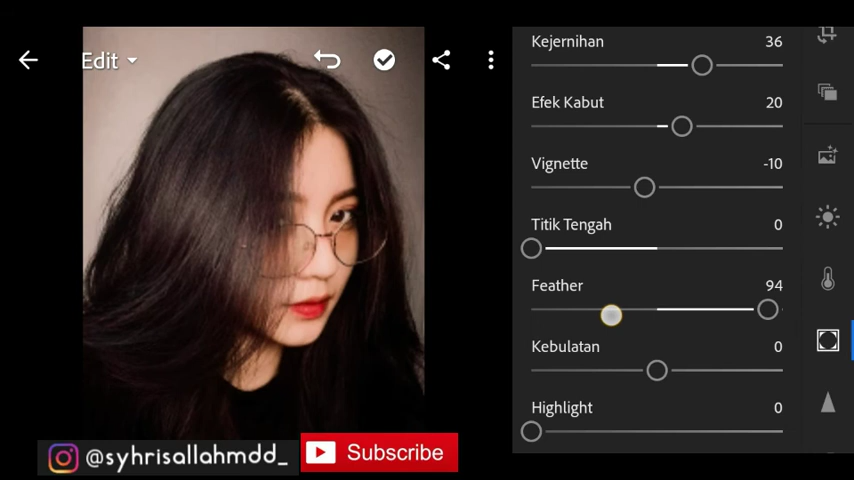 Edit
Kejernihan 36
Efek Kabut 20
Vignette -10
Titik Tengah 0
Feather 94
Kebulatan 0
Highlight 0
@syhrisallahmdd_
Subscribe